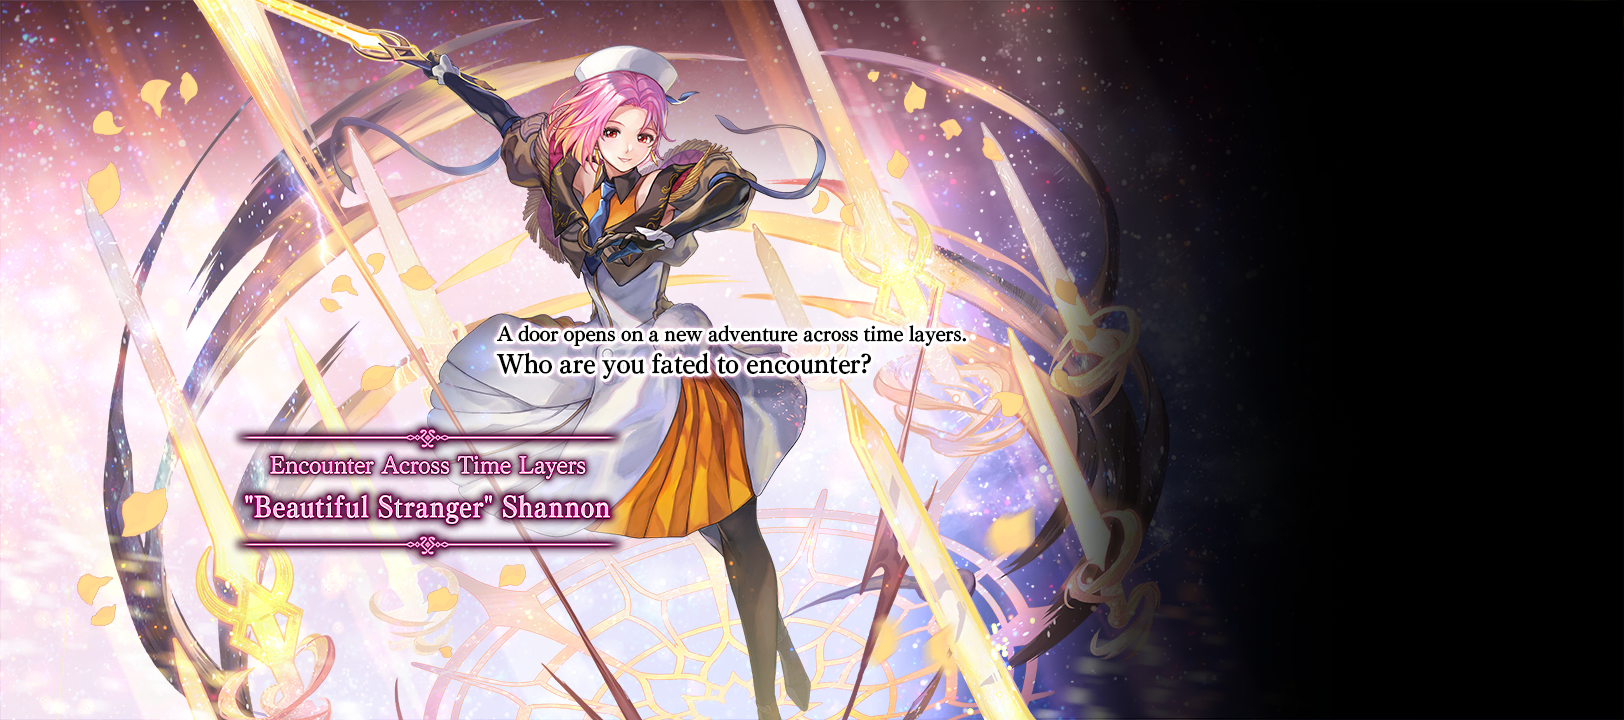 A door opens on a new adventure across time layers.
Who are you fated to encounter?
Encounter Across Time Layers
"Beautiful Stranger" Shannon